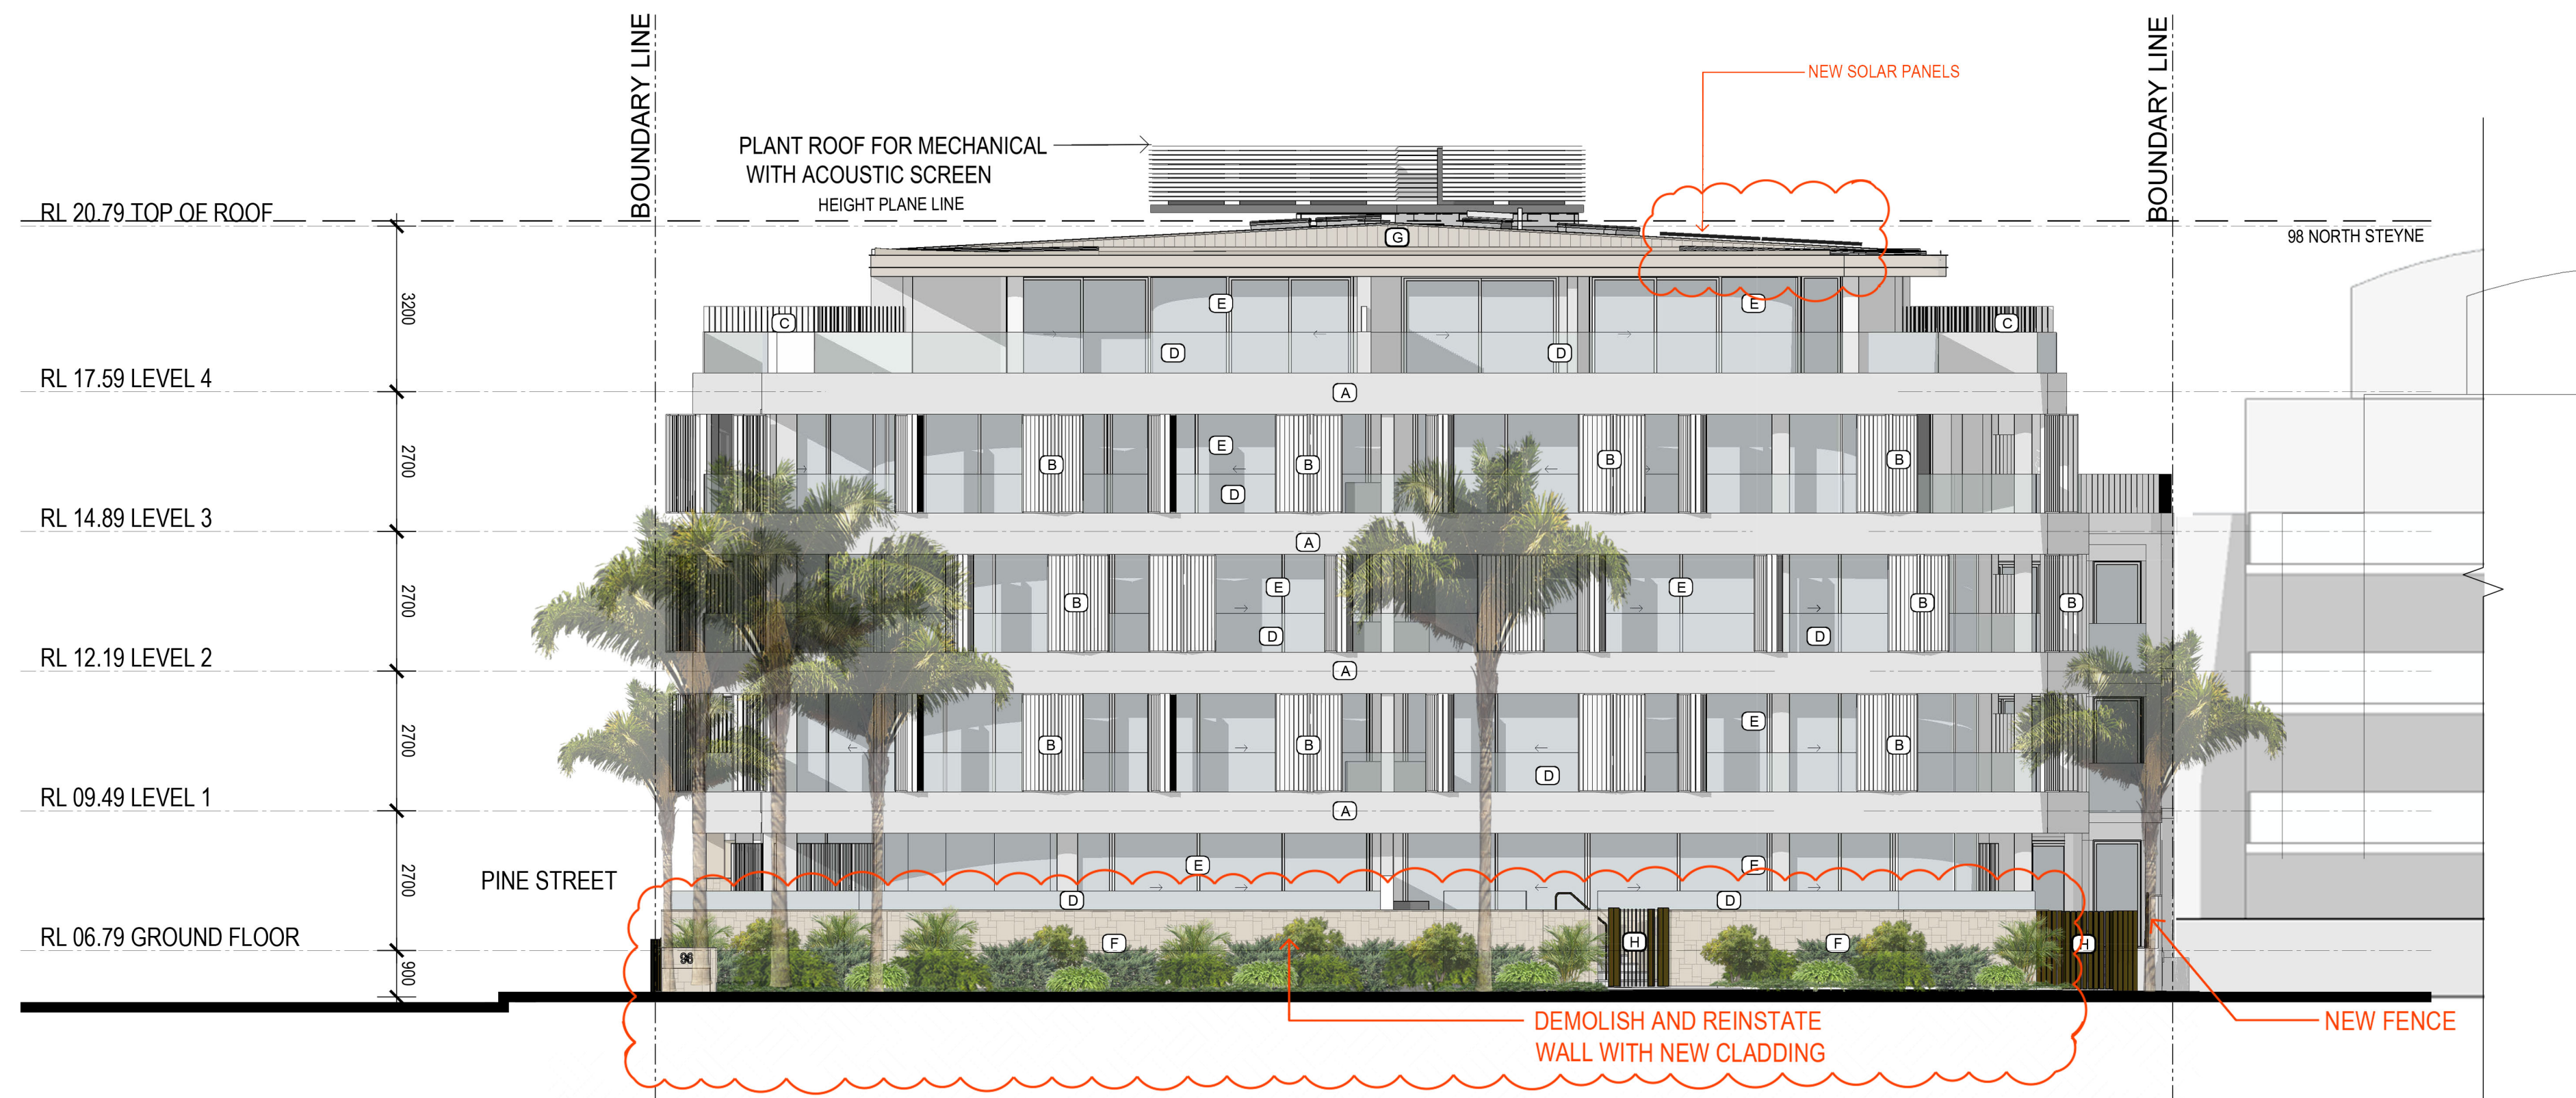 BOUNDARY LINE
BOUNDARY LINE
NEW SOLAR PANELS
PLANT ROOF FOR MECHANICAL
WITH ACOUSTIC SCREEN
HEIGHT PLANE LINE
RL 20.79 TOP OF ROOF
98 NORTH STEYNE
G
3200
E
E
C
C
D
D
RL 17.59 LEVEL 4
A
2700
E
B
B
B
B
D
RL 14.89 LEVEL 3
A
2700
E
E
B
B
B
D
D
RL 12.19 LEVEL 2
A
2700
E
B
B
B
D
RL 09.49 LEVEL 1
A
2700
PINE STREET
E
E
D
D
RL 06.79 GROUND FLOOR
F
H
F
H
96
900
DEMOLISH AND REINSTATE
WALL WITH NEW CLADDING
NEW FENCE